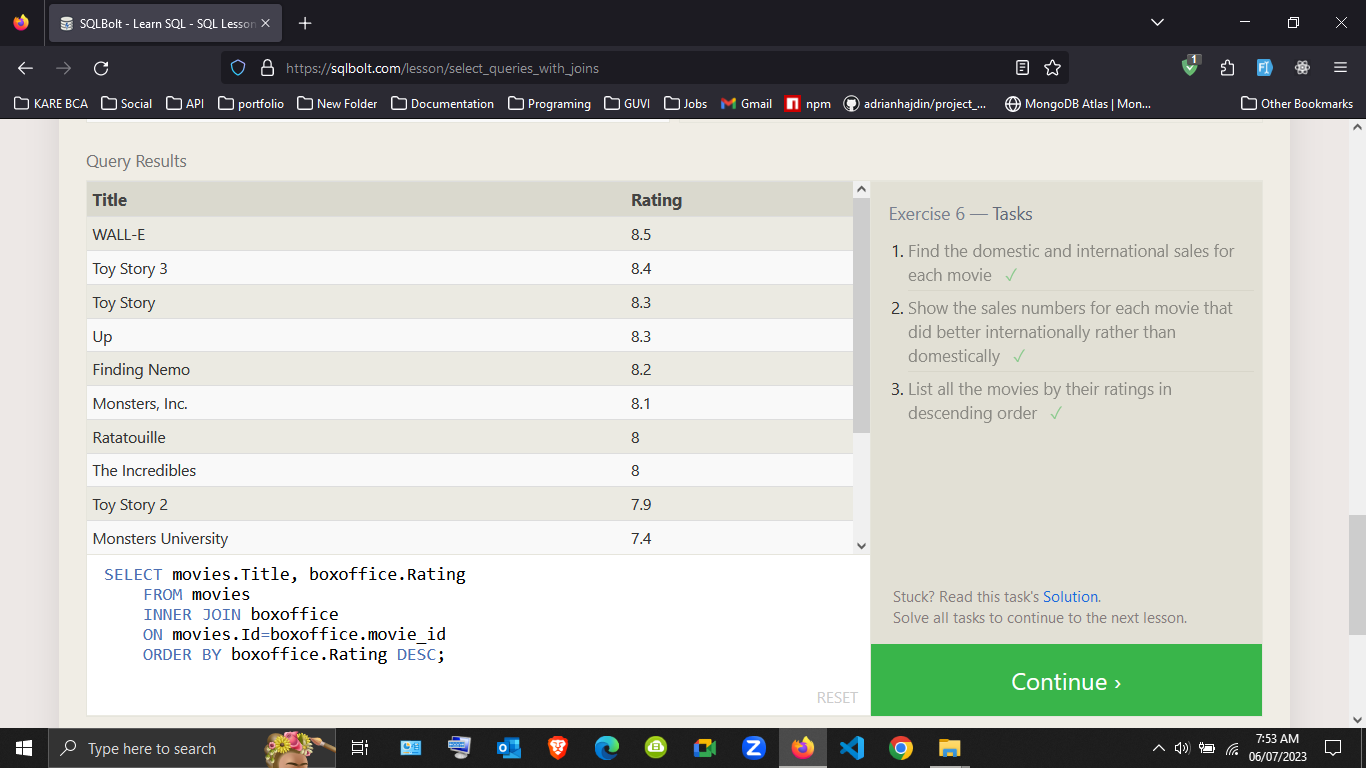 SQLBolt - Learn SQL - SQL Lesson
https://sqlbolt.com/lesson/select_queries_with_joins
1
KARE BCA Social API portfolio New Folder Documentation Programing GUVI Jobs Gmail npm adrianhajdin/project_... MongoDB Atlas | Mon... Other Bookmarks
Query Results
Title Rating
WALL-E 8.5
Toy Story 3 8.4
Toy Story 8.3
Up 8.3
Finding Nemo 8.2
Monsters, Inc. 8.1
Ratatouille 8
The Incredibles 8
Toy Story 2 7.9
Monsters University 7.4
SELECT movies.Title, boxoffice.Rating
FROM movies
INNER JOIN boxoffice
ON movies.Id=boxoffice.movie_id
ORDER BY boxoffice.Rating DESC;
RESET
Exercise 6 — Tasks
1. Find the domestic and international sales for
each movie ✓
2. Show the sales numbers for each movie that
did better internationally rather than
domestically ✓
3. List all the movies by their ratings in
descending order ✓
Stuck? Read this task's Solution.
Solve all tasks to continue to the next lesson.
Continue ›
Type here to search
7:53 AM
06/07/2023